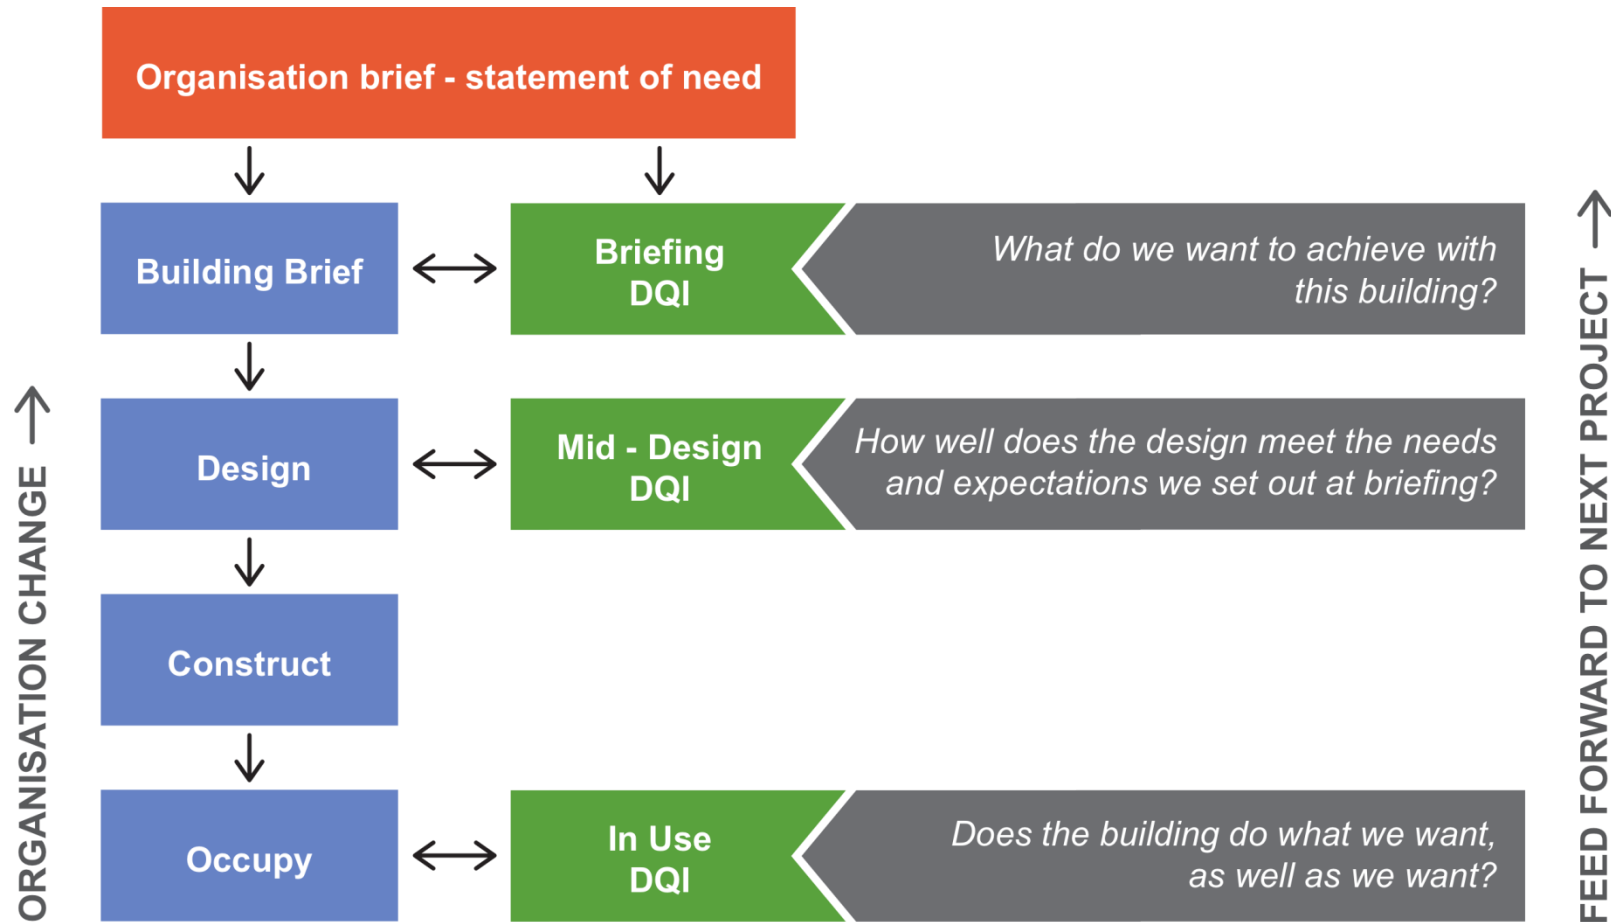 Organisation brief - statement of need
Building Brief
Briefing
DQI
What do we want to achieve with
this building?
Design
Mid - Design
DQI
How well does the design meet the needs
and expectations we set out at briefing?
Construct
Occupy
In Use
DQI
Does the building do what we want,
as well as we want?
ORGANISATION CHANGE
FEED FORWARD TO NEXT PROJECT